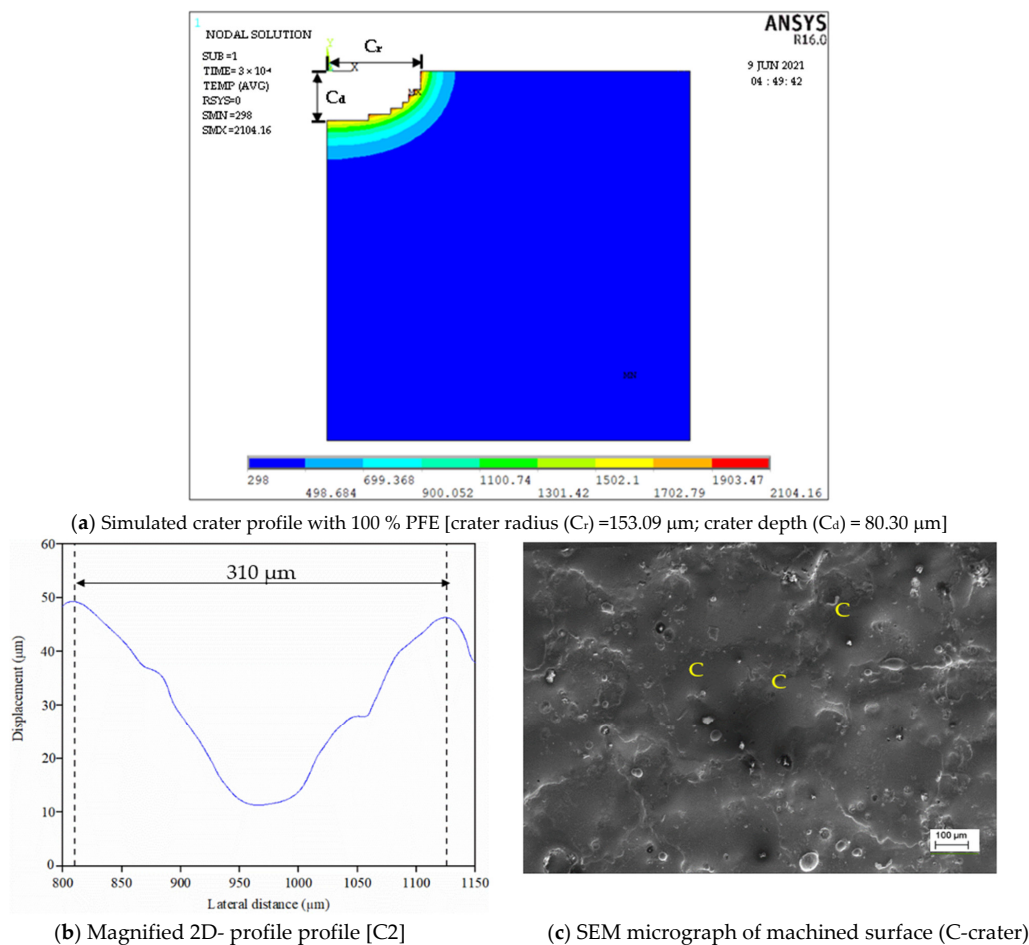 1
NODAL SOLUTION
SUB =1
TIME= 3 × 10⁻⁴
TEMP (AVG)
RSYS=0
SMN =298
SMX =2104.16
Y
X
Cr
Cd
MX
MN
ANSYS
R16.0
9 JUN 2021
04 : 49 : 42
298 699.368 1100.74 1502.1 1903.47
498.684 900.052 1301.42 1702.79 2104.16
(a) Simulated crater profile with 100 % PFE [crater radius (Cr) =153.09 µm; crater depth (Cd) = 80.30 µm]
60
50
40
30
20
10
0
Displacement (µm)
310 µm
800 850 900 950 1000 1050 1100 1150
Lateral distance (µm)
C
C
C
100 µm
(b) Magnified 2D- profile profile [C2]
(c) SEM micrograph of machined surface (C-crater)